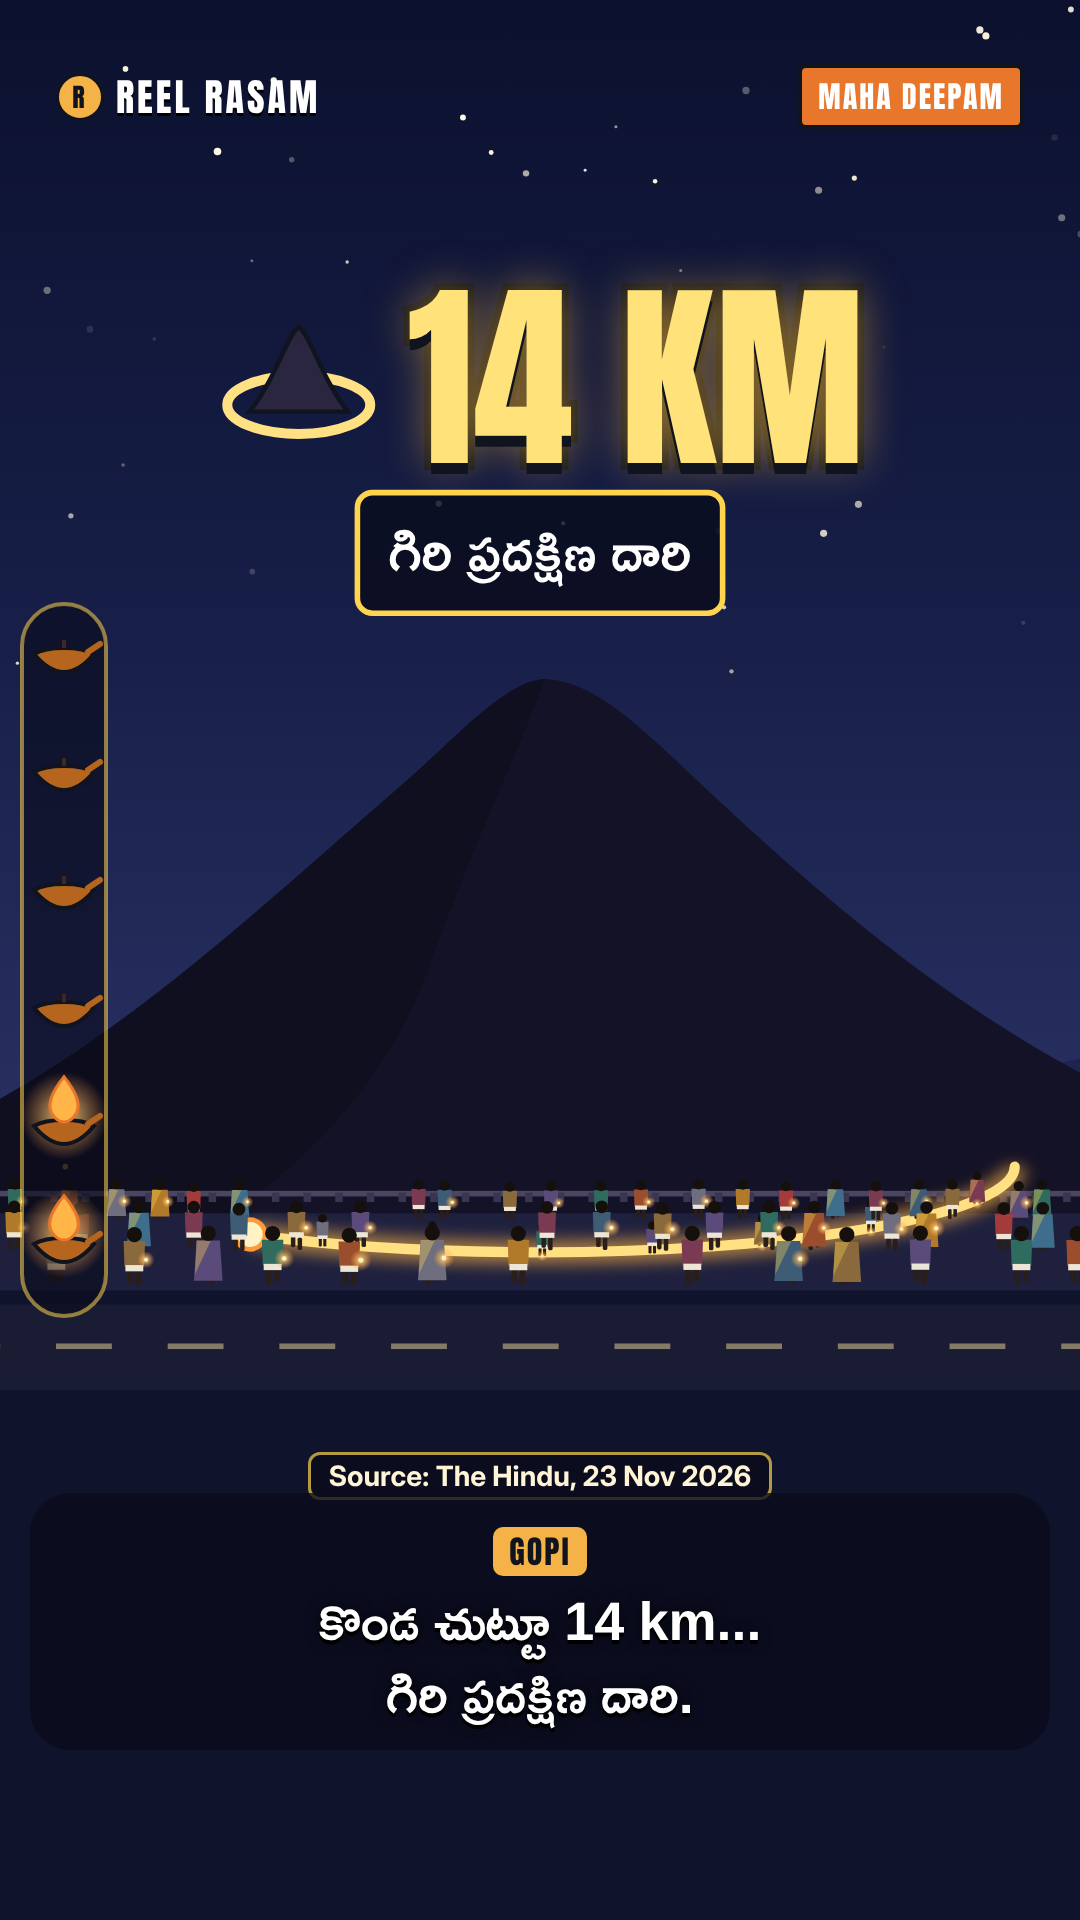 R REEL RASAM
MAHA DEEPAM
14 KM
గిరి ప్రదక్షిణ దారి
Source: The Hindu, 23 Nov 2026
GOPI
కొండ చుట్టూ 14 km...
గిరి ప్రదక్షిణ దారి.